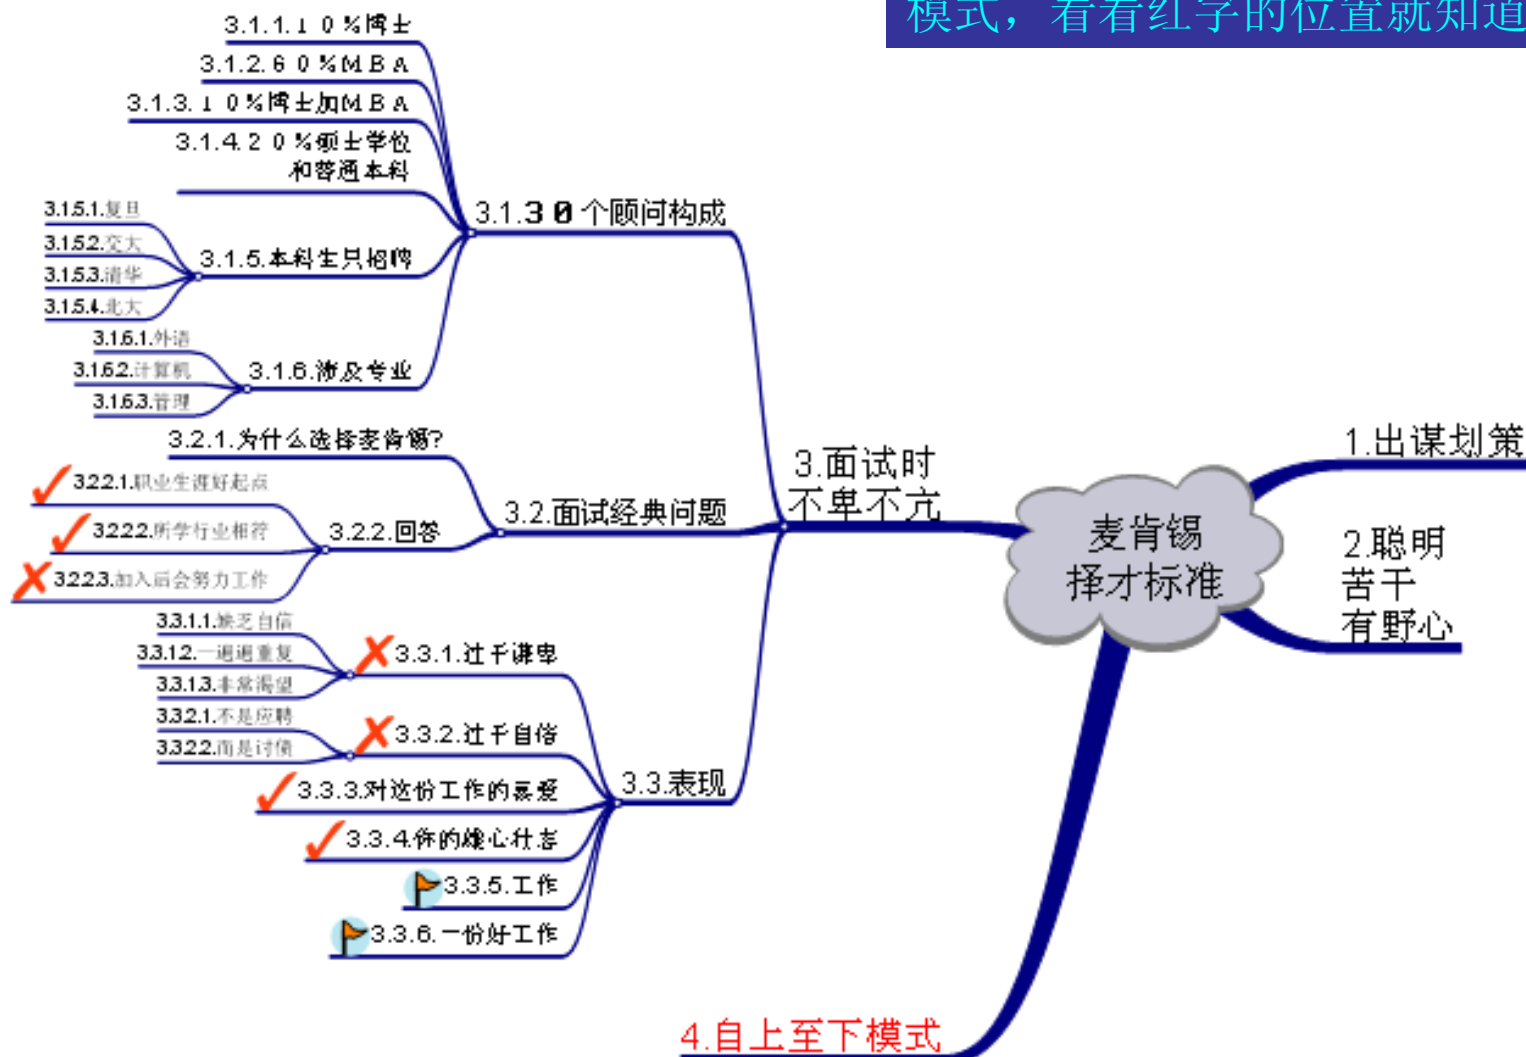 模式，看看红字的位置就知道
3.1.1.10%博士
3.1.2.60%MBA
3.1.3.10%博士加MBA
3.1.4.20%硕士学位
和普通本科
3.1.30个顾问构成
3.1.5.1.复旦
3.1.5.2.交大
3.1.5.3.清华
3.1.5.4.北大
3.1.5.本科生只招聘
3.1.6.1.外语
3.1.6.2.计算机
3.1.6.3.管理
3.1.6.涉及专业
3.2.1.为什么选择麦肯锡?
3.2.2.1.职业生涯好起点
3.2.2.2.所学行业相符
3.2.2.3.加入后会努力工作
3.2.2.回答
3.2.面试经典问题
3.面试时
不卑不亢
3.3.1.1.缺乏自信
3.3.1.2.一遍遍重复
3.3.1.3.非常渴望
3.3.1.过于谦卑
3.3.2.1.不是应聘
3.3.2.2.而是讨债
3.3.2.过于自信
3.3.3.对这份工作的喜爱
3.3.4.你的雄心壮志
3.3.5.工作
3.3.6.一份好工作
3.3.表现
麦肯锡
择才标准
1.出谋划策
2.聪明
苦干
有野心
4.自上至下模式